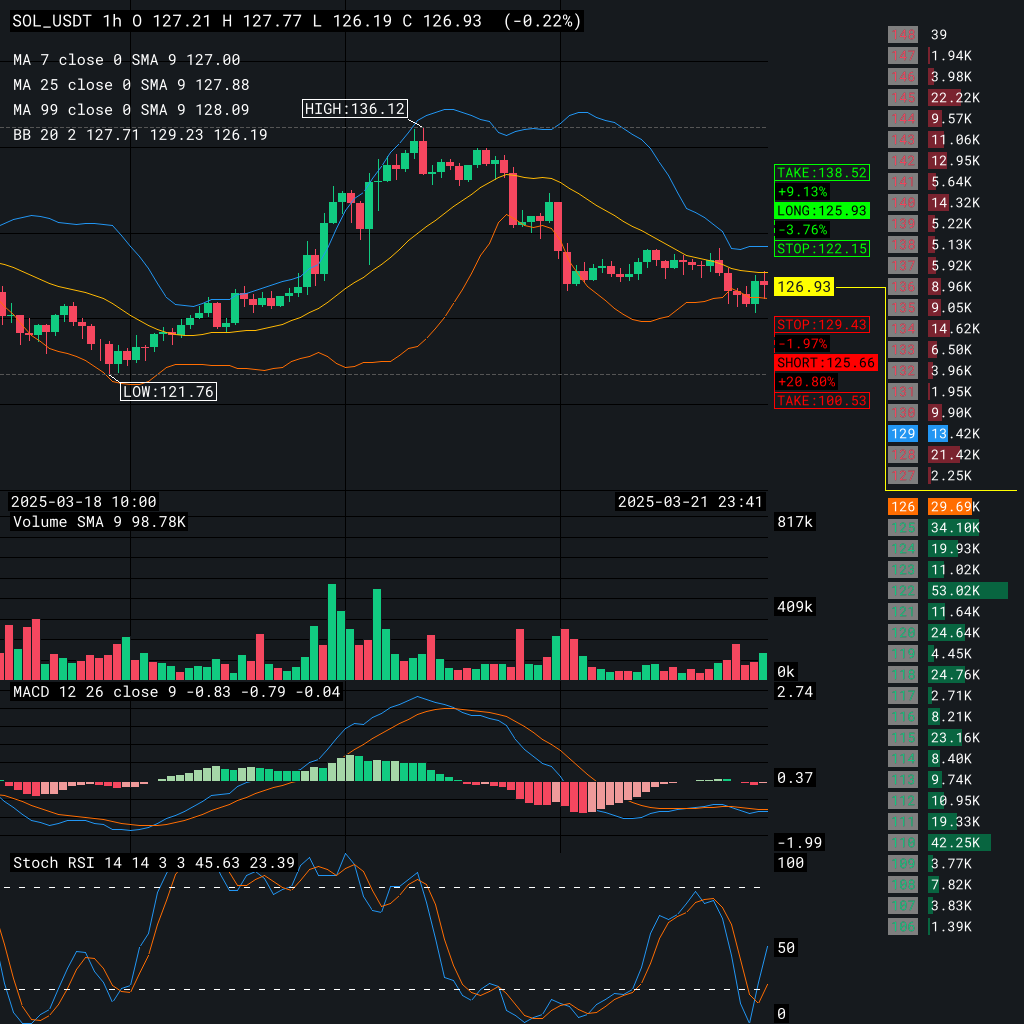 SOL_USDT 1h O 127.21 H 127.77 L 126.19 C 126.93 (-0.22%)
MA 7 close 0 SMA 9 127.00
MA 25 close 0 SMA 9 127.88
MA 99 close 0 SMA 9 128.09
BB 20 2 127.71 129.23 126.19
HIGH:136.12
LOW:121.76
TAKE:138.52
+9.13%
LONG:125.93
-3.76%
STOP:122.15
126.93
STOP:129.43
-1.97%
SHORT:125.66
+20.80%
TAKE:100.53
2025-03-18 10:00
2025-03-21 23:41
Volume SMA 9 98.78K
817k
409k
0k
MACD 12 26 close 9 -0.83 -0.79 -0.04
2.74
0.37
-1.99
Stoch RSI 14 14 3 3 45.63 23.39
100
50
0
148 39
147 1.94K
146 3.98K
145 22.22K
144 9.57K
143 11.06K
142 12.95K
141 5.64K
140 14.32K
139 5.22K
138 5.13K
137 5.92K
136 8.96K
135 9.05K
134 14.62K
133 6.50K
132 3.96K
131 1.95K
130 9.90K
129 13.42K
128 21.42K
127 2.25K
126 29.69K
125 34.10K
124 19.93K
123 11.02K
122 53.02K
121 11.64K
120 24.64K
119 4.45K
118 24.76K
117 2.71K
116 8.21K
115 23.16K
114 8.40K
113 9.74K
112 10.95K
111 19.33K
110 42.25K
109 3.77K
108 7.82K
107 3.83K
106 1.39K